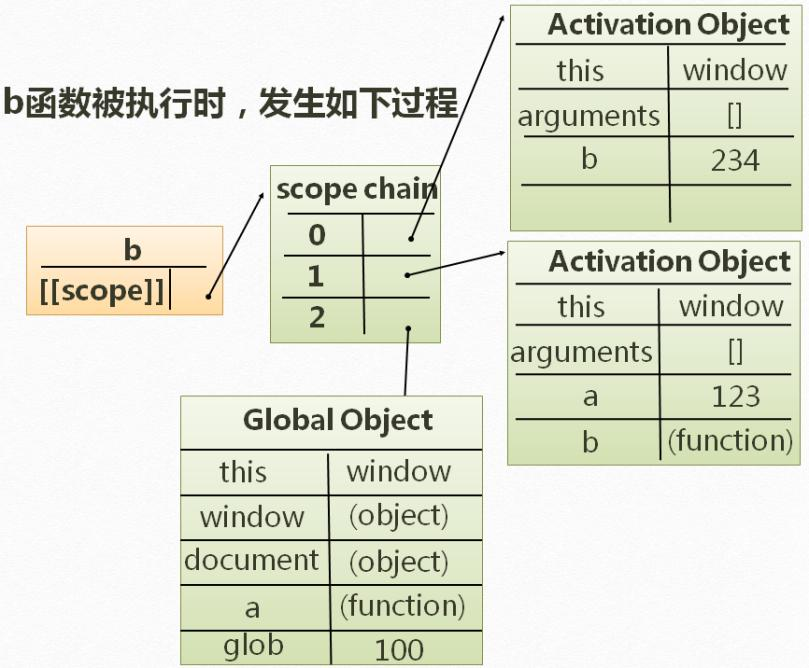 b函数被执行时，发生如下过程
b
[[scope]]
scope chain
0
1
2
Activation Object
this window
arguments []
b 234
Activation Object
this window
arguments []
a 123
b (function)
Global Object
this window
window (object)
document (object)
a (function)
glob 100